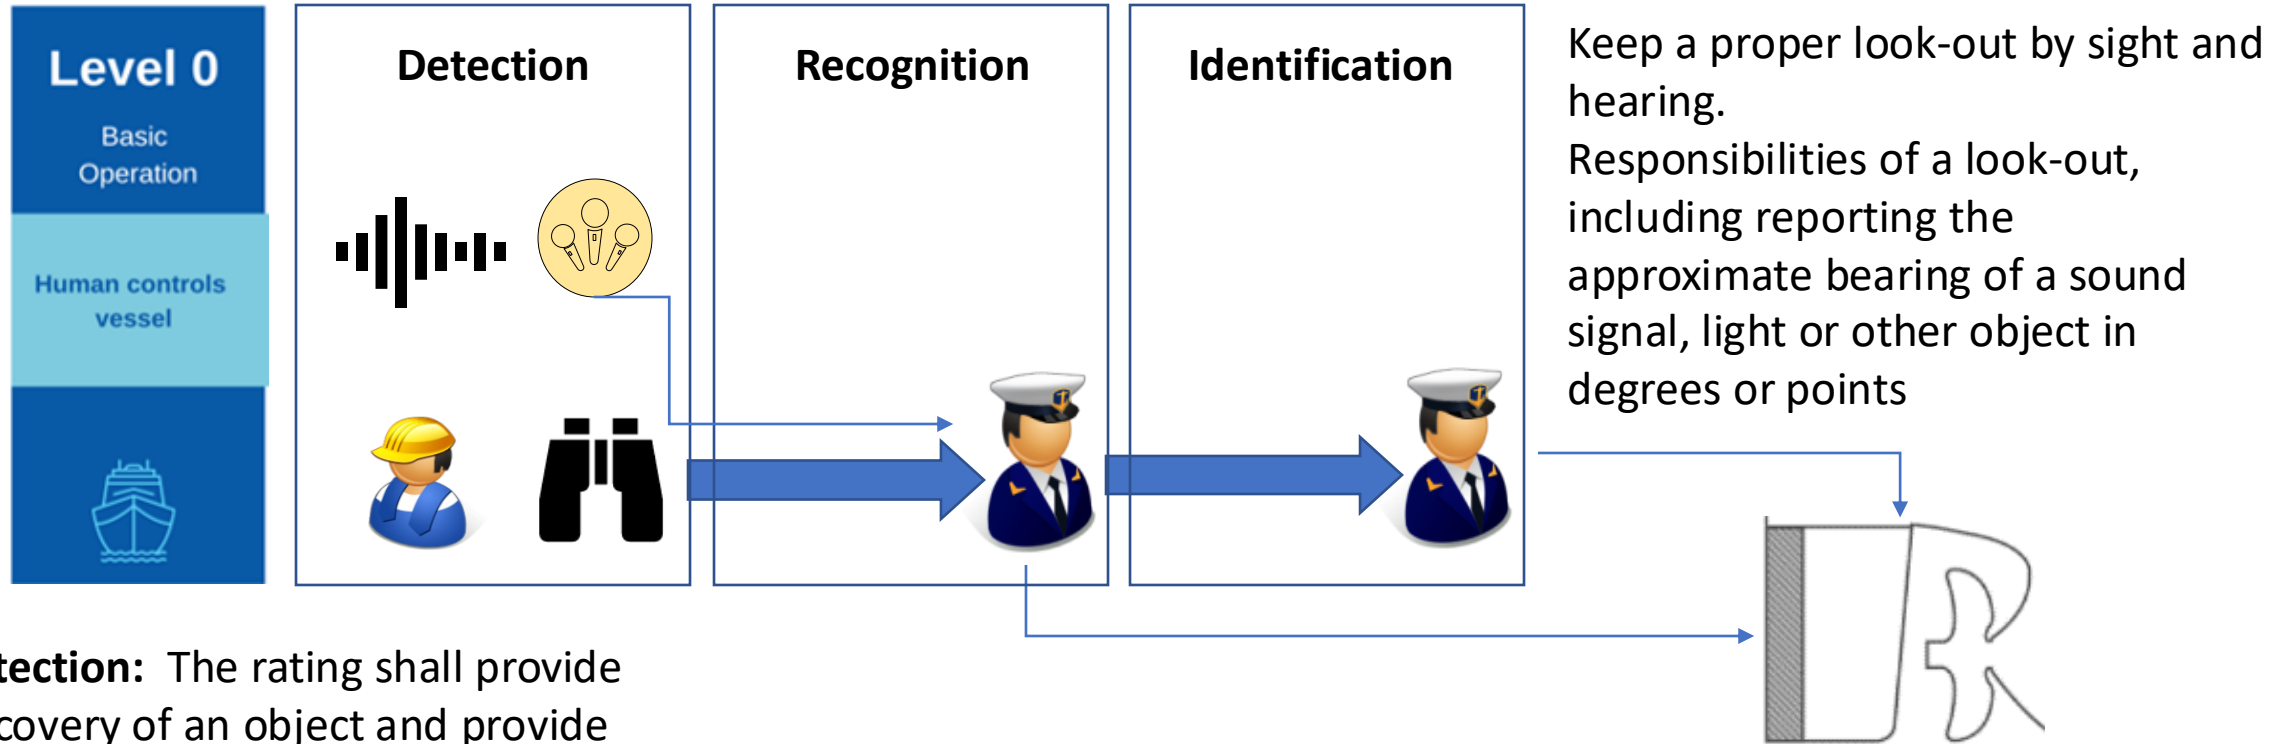 Level 0
Basic
Operation
Human controls
vessel
Detection
Recognition
Identification
Keep a proper look-out by sight and
hearing.
Responsibilities of a look-out,
including reporting the
approximate bearing of a sound
signal, light or other object in
degrees or points
tection: The rating shall provide
covery of an object and provide